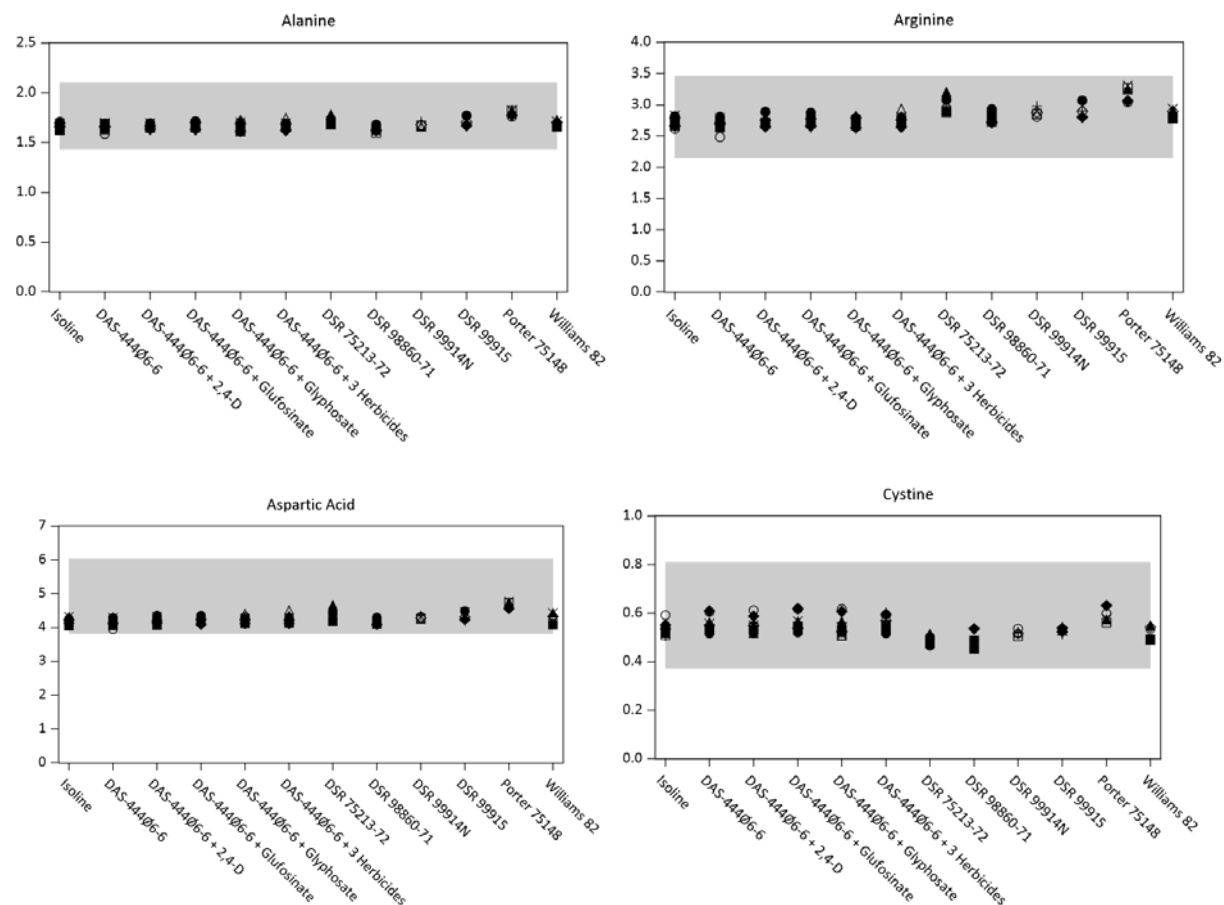 Alanine
2.5
2.0
1.5
1.0
0.5
0.0
Isoline
DAS-444Ø6-6
DAS-444Ø6-6 + 2,4-D
DAS-444Ø6-6 + Glufosinate
DAS-444Ø6-6 + Glyphosate
DAS-444Ø6-6 + 3 Herbicides
DSR 75213-72
DSR 98860-71
DSR 99914N
DSR 99915
Porter 75148
Williams 82
Arginine
4.0
3.5
3.0
2.5
2.0
1.5
1.0
0.5
0.0
Isoline
DAS-444Ø6-6
DAS-444Ø6-6 + 2,4-D
DAS-444Ø6-6 + Glufosinate
DAS-444Ø6-6 + Glyphosate
DAS-444Ø6-6 + 3 Herbicides
DSR 75213-72
DSR 98860-71
DSR 99914N
DSR 99915
Porter 75148
Williams 82
Aspartic Acid
7
6
5
4
3
2
1
0
Isoline
DAS-444Ø6-6
DAS-444Ø6-6 + 2,4-D
DAS-444Ø6-6 + Glufosinate
DAS-444Ø6-6 + Glyphosate
DAS-444Ø6-6 + 3 Herbicides
DSR 75213-72
DSR 98860-71
DSR 99914N
DSR 99915
Porter 75148
Williams 82
Cystine
1.0
0.8
0.6
0.4
0.2
0.0
Isoline
DAS-444Ø6-6
DAS-444Ø6-6 + 2,4-D
DAS-444Ø6-6 + Glufosinate
DAS-444Ø6-6 + Glyphosate
DAS-444Ø6-6 + 3 Herbicides
DSR 75213-72
DSR 98860-71
DSR 99914N
DSR 99915
Porter 75148
Williams 82